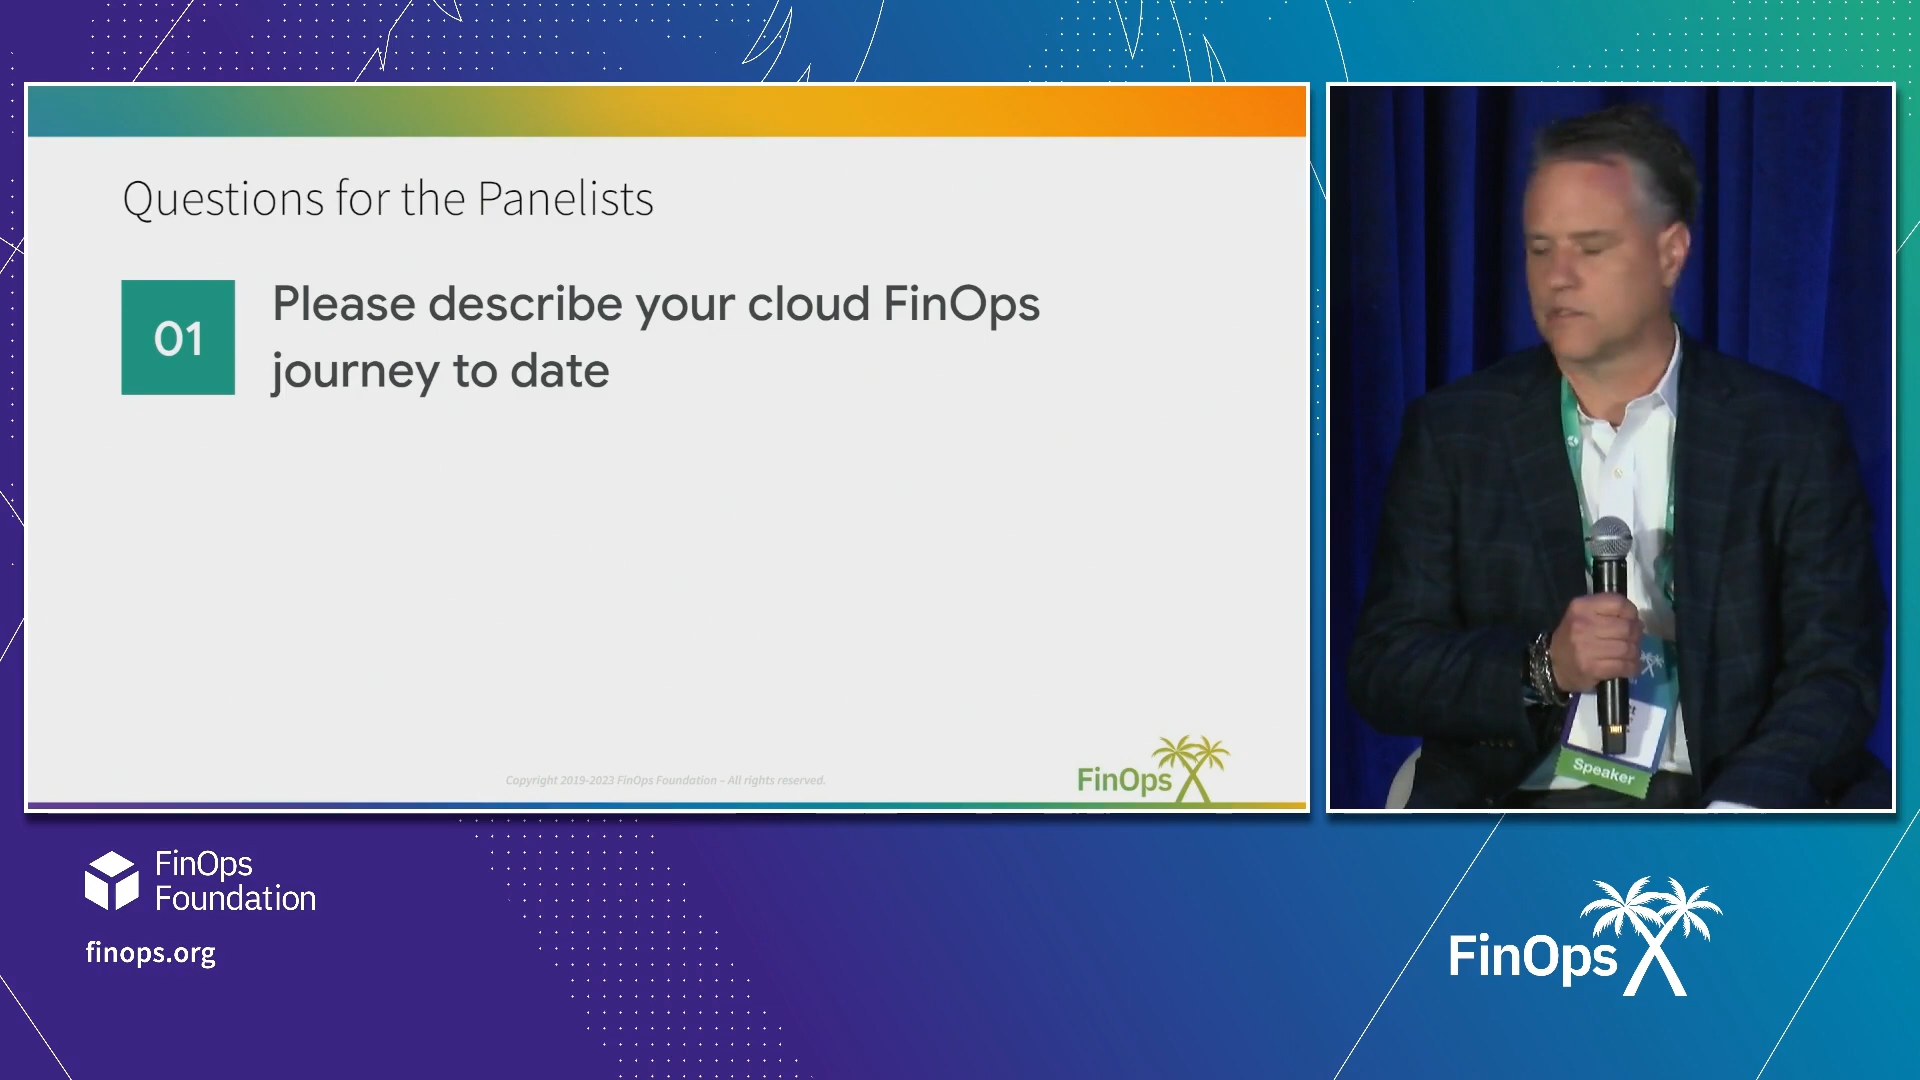 Questions for the Panelists
01
Please describe your cloud FinOps
journey to date
Copyright 2019-2023 FinOps Foundation – All rights reserved.
FinOps X
Speaker
FinOps
Foundation
finops.org
FinOps X